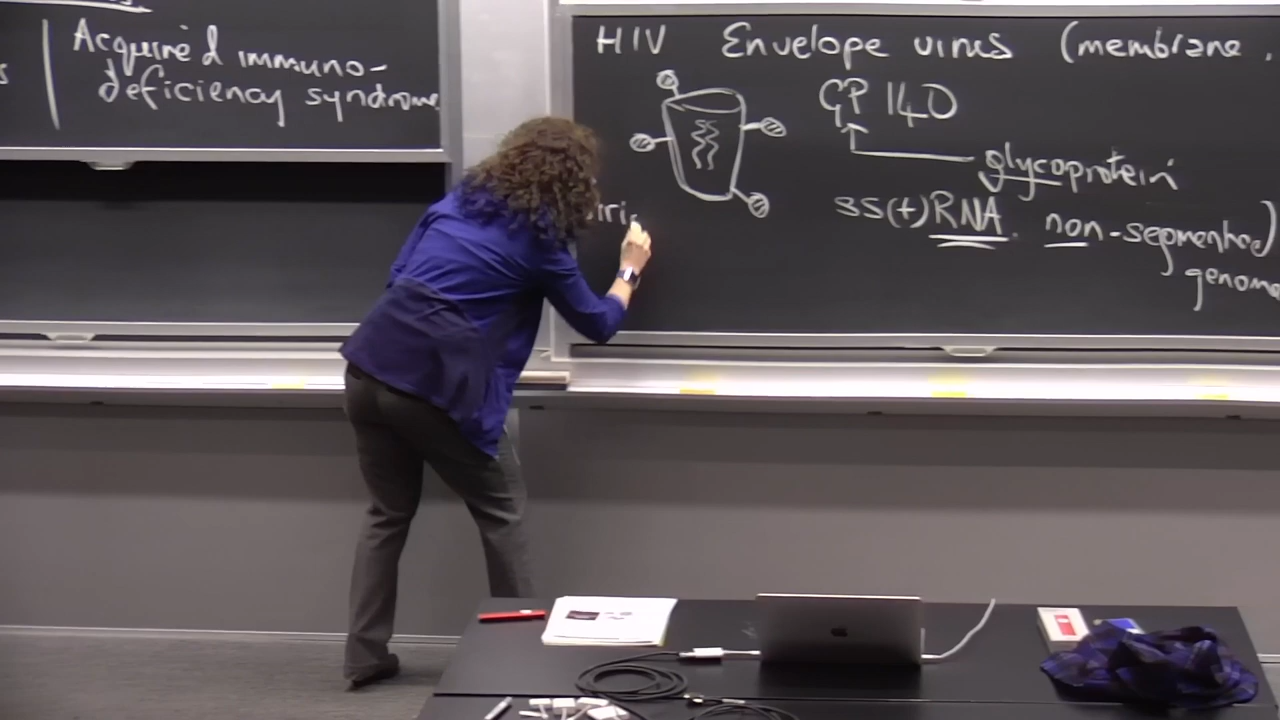 Acquired immuno-
deficiency syndrome
HIV Envelope virus (membrane,
GP 140
glycoprotein
ss(+)RNA. non-segmented)
genome